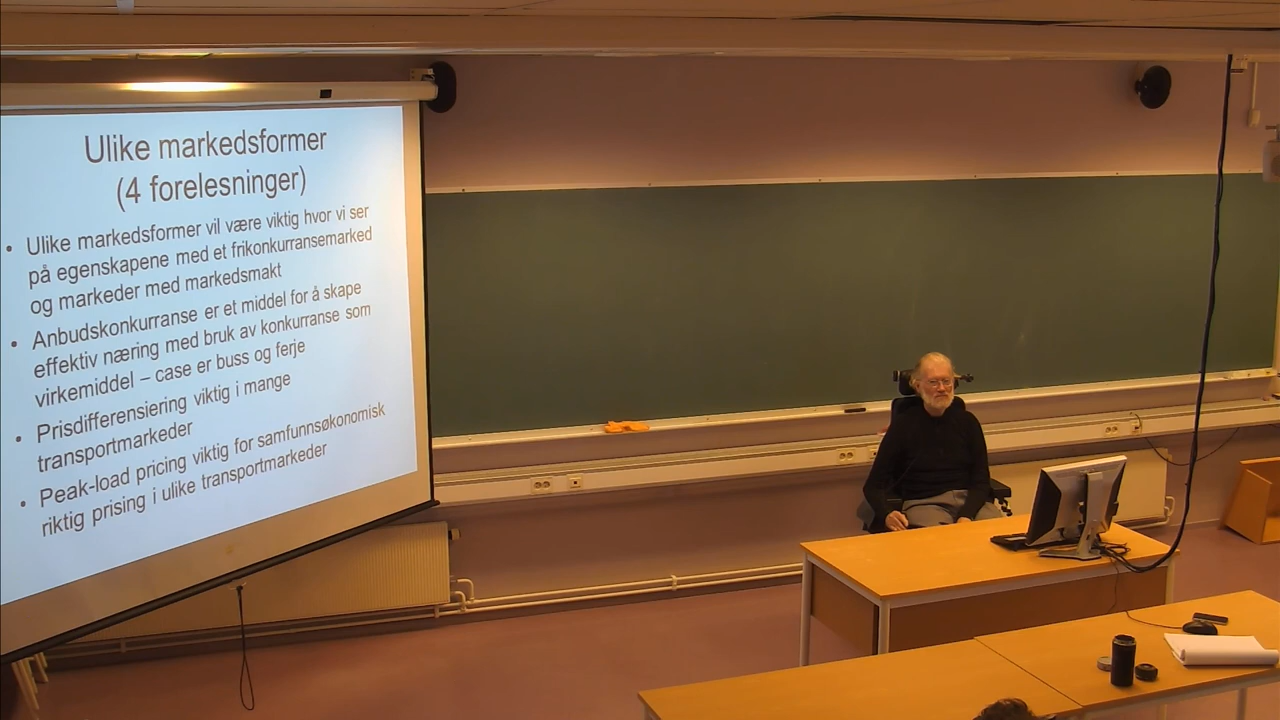 Ulike markedsformer
(4 forelesninger)
• Ulike markedsformer vil være viktig hvor vi ser
på egenskapene med et frikonkurransemarked
og markeder med markedsmakt
• Anbudskonkurranse er et middel for å skape
effektiv næring med bruk av konkurranse som
virkemiddel – case er buss og ferje
• Prisdifferensiering viktig i mange
transportmarkeder
• Peak-load pricing viktig for samfunnsøkonomisk
riktig prising i ulike transportmarkeder